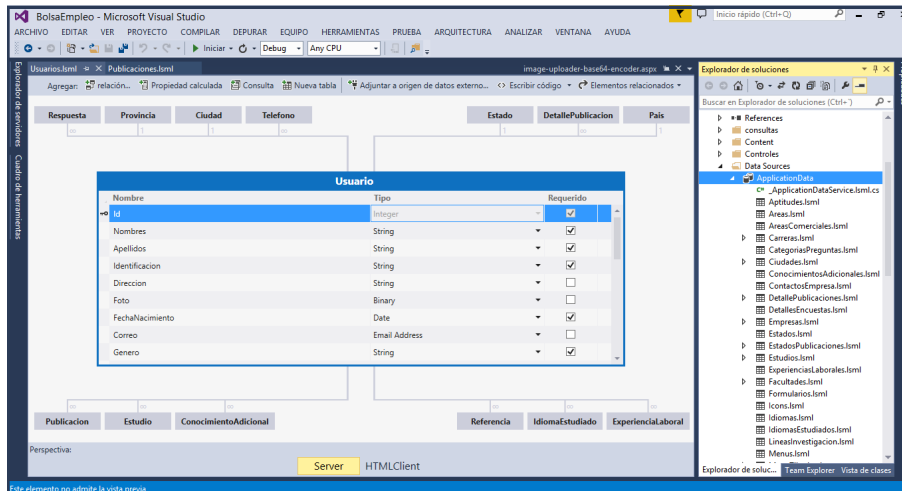 BolsaEmpleo - Microsoft Visual Studio
Inicio rápido (Ctrl+Q)
ARCHIVO EDITAR VER PROYECTO COMPILAR DEPURAR EQUIPO HERRAMIENTAS PRUEBA ARQUITECTURA ANALIZAR VENTANA AYUDA
Iniciar Debug Any CPU
Explorador de servidores
Cuadro de herramientas
Usuarios.lsml Publicaciones.lsml image-uploader-base64-encoder.aspx
Agregar: relación... Propiedad calculada Consulta Nueva tabla Adjuntar a origen de datos externo... Escribir código Elementos relacionados
Respuesta Provincia Ciudad Telefono Estado DetallePublicacion Pais
∞ 1 1 ∞ 1 ∞ 1
Usuario
Nombre Tipo Requerido
Id Integer
Nombres String
Apellidos String
Identificacion String
Direccion String
Foto Binary
FechaNacimiento Date
Correo Email Address
Genero String
∞ ∞ ∞ ∞ ∞ ∞
Publicacion Estudio ConocimientoAdicional Referencia IdiomaEstudiado ExperienciaLaboral
Perspectiva:
Server HTMLClient
Este elemento no admite la vista previa
Explorador de soluciones
Buscar en Explorador de soluciones (Ctrl+´)
References
consultas
Content
Controles
Data Sources
ApplicationData
C# _ApplicationDataService.lsml.cs
Aptitudes.lsml
Areas.lsml
AreasComerciales.lsml
Carreras.lsml
CategoriasPreguntas.lsml
Ciudades.lsml
ConocimientosAdicionales.lsml
ContactosEmpresa.lsml
DetallePublicaciones.lsml
DetallesEncuestas.lsml
Empresas.lsml
Estados.lsml
EstadosPublicaciones.lsml
Estudios.lsml
ExperienciasLaborales.lsml
Facultades.lsml
Formularios.lsml
Icons.lsml
Idiomas.lsml
IdiomasEstudiados.lsml
LineasInvestigacion.lsml
Menus.lsml
Explorador de soluc... Team Explorer Vista de clases